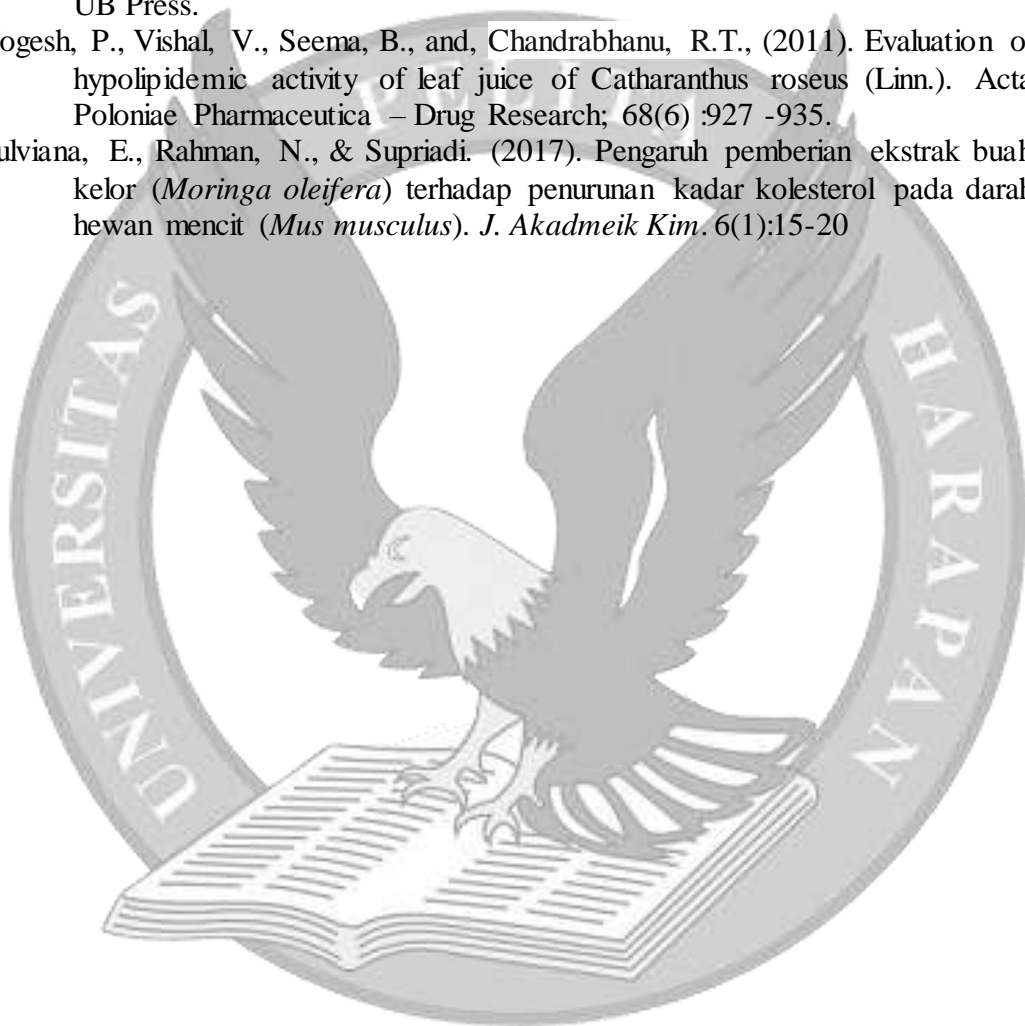 UB Press.
ogesh, P., Vishal, V., Seema, B., and, Chandrabhanu, R.T., (2011). Evaluation o
hypolipidemic activity of leaf juice of Catharanthus roseus (Linn.). Acta
Poloniae Pharmaceutica – Drug Research; 68(6) :927 -935.
ulviana, E., Rahman, N., & Supriadi. (2017). Pengaruh pemberian ekstrak buah
kelor (Moringa oleifera) terhadap penurunan kadar kolesterol pada darah
hewan mencit (Mus musculus). J. Akadmeik Kim. 6(1):15-20
UNIVERSITAS
PELITA
HARAPAN